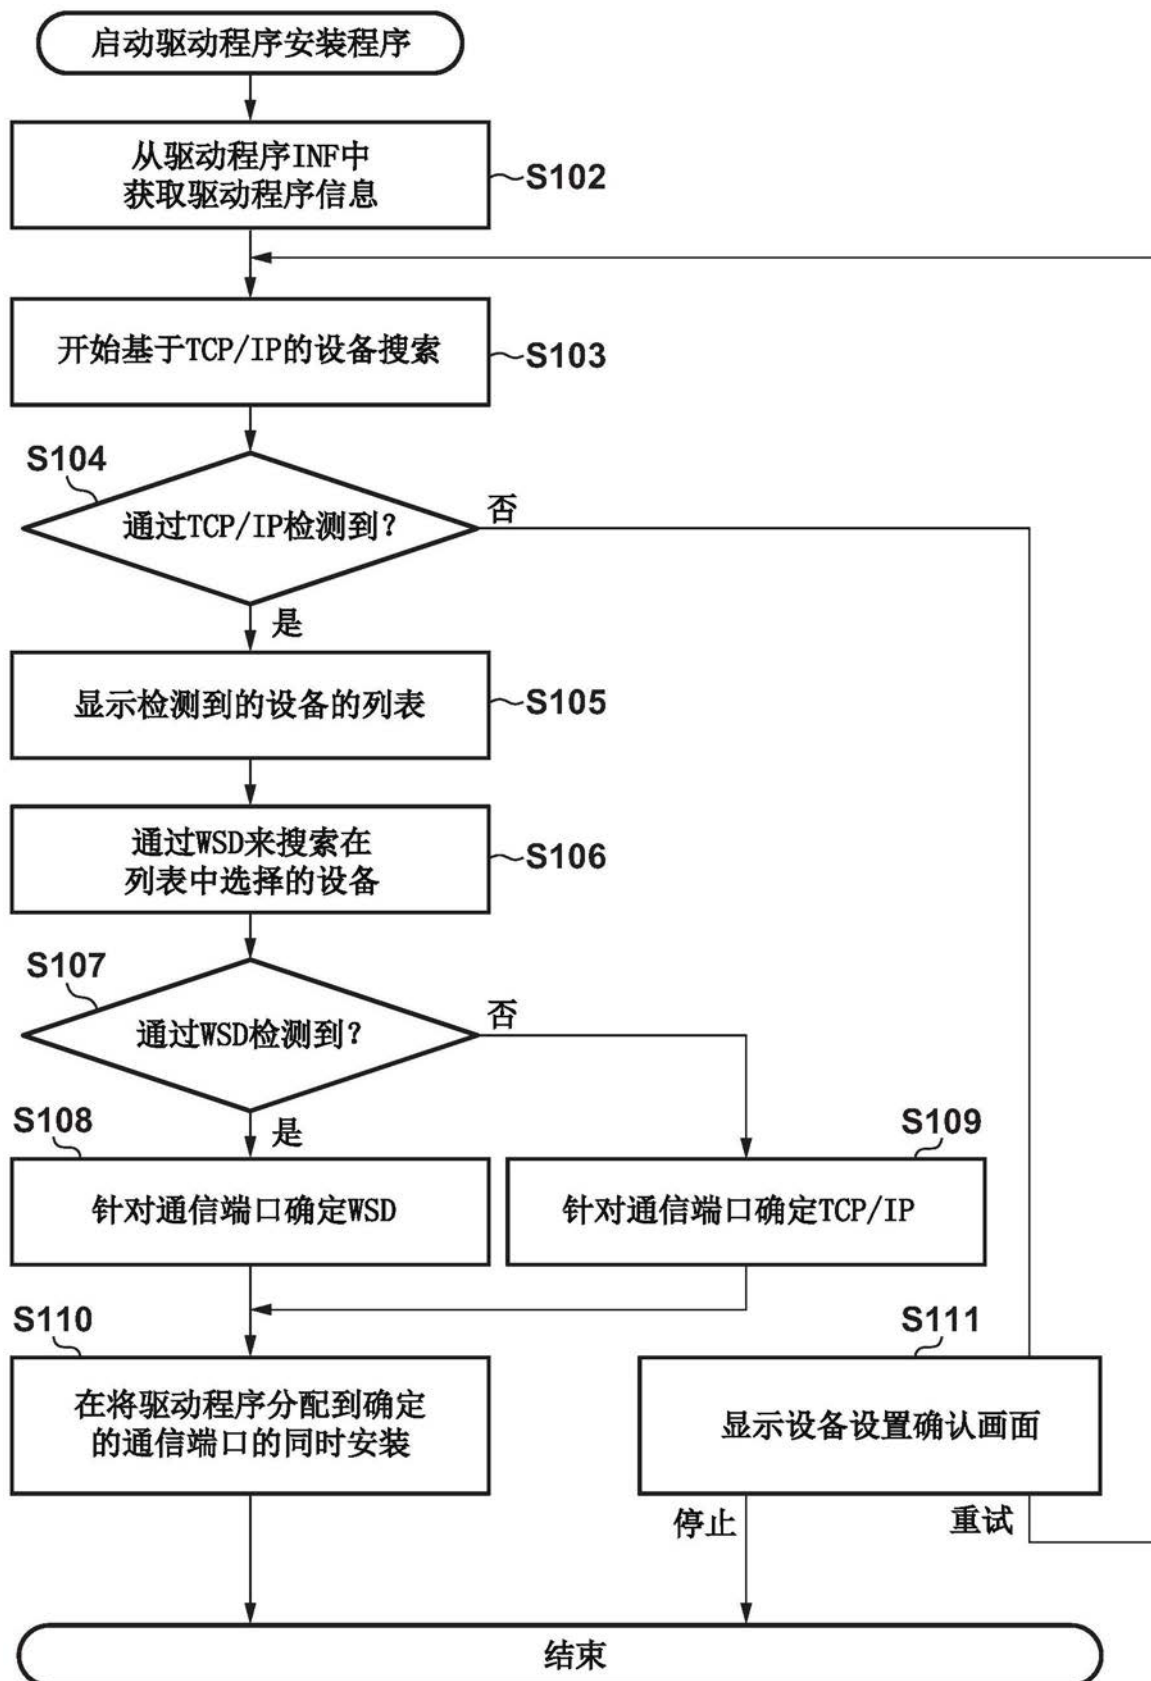 启动驱动程序安装程序
从驱动程序INF中
获取驱动程序信息
S102
开始基于TCP/IP的设备搜索
S103
S104
通过TCP/IP检测到？
否
是
显示检测到的设备的列表
S105
通过WSD来搜索在
列表中选择的设备
S106
S107
通过WSD检测到？
否
是
S108
针对通信端口确定WSD
S109
针对通信端口确定TCP/IP
S110
在将驱动程序分配到确定
的通信端口的同时安装
S111
显示设备设置确认画面
停止
重试
结束